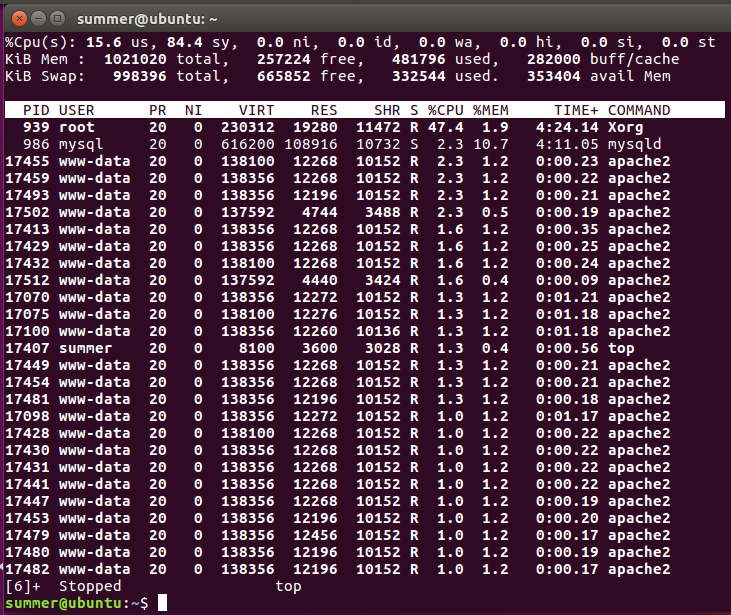 summer@ubuntu: ~
%Cpu(s): 15.6 us, 84.4 sy,  0.0 ni,  0.0 id,  0.0 wa,  0.0 hi,  0.0 si,  0.0 st
KiB Mem :  1021020 total,   257224 free,   481796 used,   282000 buff/cache
KiB Swap:   998396 total,   665852 free,   332544 used.   353404 avail Mem
PID USER      PR  NI    VIRT    RES    SHR S %CPU %MEM     TIME+ COMMAND
939 root      20   0  230312  19280  11472 R 47.4  1.9   4:24.14 Xorg
986 mysql     20   0  616200 108916  10732 S  2.3 10.7   4:11.05 mysqld
17455 www-data  20   0  138100  12268  10152 R  2.3  1.2   0:00.23 apache2
17459 www-data  20   0  138356  12268  10152 R  2.3  1.2   0:00.22 apache2
17493 www-data  20   0  138356  12196  10152 R  2.3  1.2   0:00.21 apache2
17502 www-data  20   0  137592   4744   3488 R  2.3  0.5   0:00.19 apache2
17413 www-data  20   0  138356  12268  10152 R  1.6  1.2   0:00.35 apache2
17429 www-data  20   0  138356  12268  10152 R  1.6  1.2   0:00.25 apache2
17432 www-data  20   0  138100  12268  10152 R  1.6  1.2   0:00.24 apache2
17512 www-data  20   0  137592   4440   3424 R  1.6  0.4   0:00.09 apache2
17070 www-data  20   0  138356  12272  10152 R  1.3  1.2   0:01.21 apache2
17075 www-data  20   0  138100  12276  10152 R  1.3  1.2   0:01.18 apache2
17100 www-data  20   0  138356  12260  10136 R  1.3  1.2   0:01.18 apache2
17407 summer    20   0    8100   3600   3028 R  1.3  0.4   0:00.56 top
17449 www-data  20   0  138356  12268  10152 R  1.3  1.2   0:00.21 apache2
17454 www-data  20   0  138356  12268  10152 R  1.3  1.2   0:00.21 apache2
17481 www-data  20   0  138356  12196  10152 R  1.3  1.2   0:00.18 apache2
17098 www-data  20   0  138356  12272  10152 R  1.0  1.2   0:01.17 apache2
17428 www-data  20   0  138100  12268  10152 R  1.0  1.2   0:00.22 apache2
17430 www-data  20   0  138356  12268  10152 R  1.0  1.2   0:00.22 apache2
17431 www-data  20   0  138356  12268  10152 R  1.0  1.2   0:00.22 apache2
17441 www-data  20   0  138356  12268  10152 R  1.0  1.2   0:00.22 apache2
17447 www-data  20   0  138356  12268  10152 R  1.0  1.2   0:00.19 apache2
17453 www-data  20   0  138356  12196  10152 R  1.0  1.2   0:00.20 apache2
17479 www-data  20   0  138356  12456  10152 R  1.0  1.2   0:00.17 apache2
17480 www-data  20   0  138356  12196  10152 R  1.0  1.2   0:00.19 apache2
17482 www-data  20   0  138356  12196  10152 R  1.0  1.2   0:00.17 apache2
[6]+  Stopped                 top
summer@ubuntu:~$